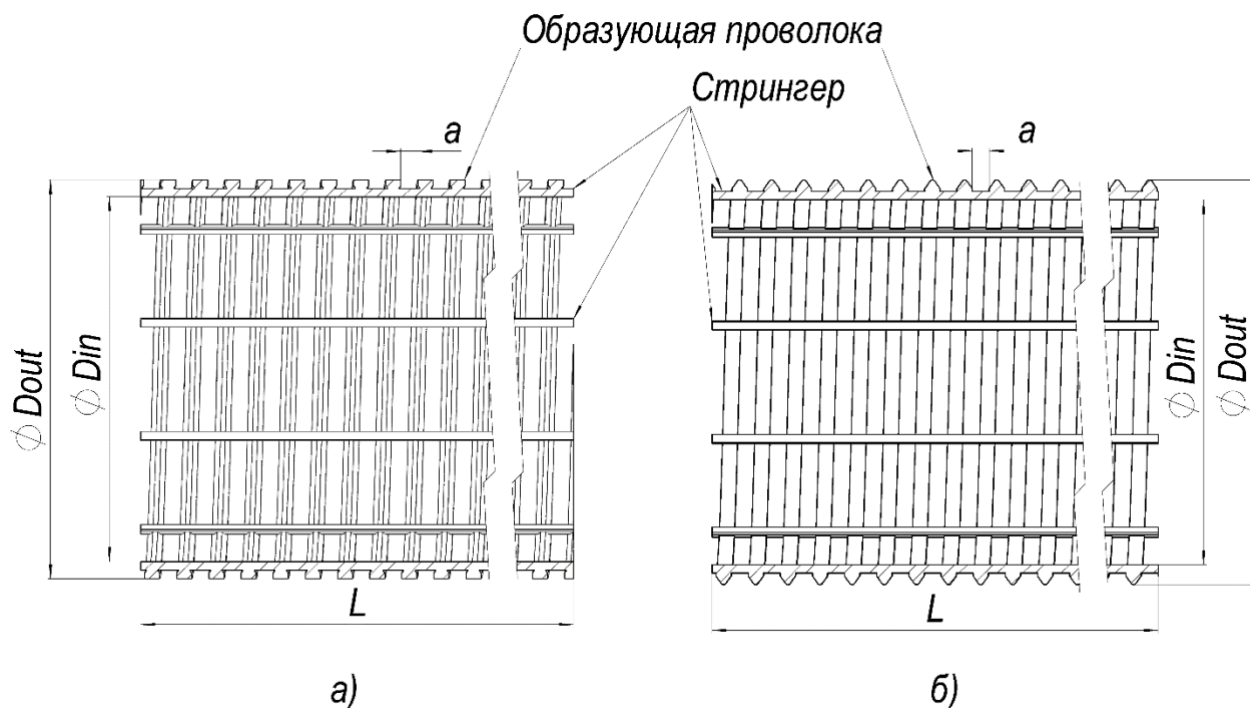 Образующая проволока
Стрингер
a
a
⌀ Dout
⌀ Din
⌀ Din
⌀ Dout
L
L
а)
б)